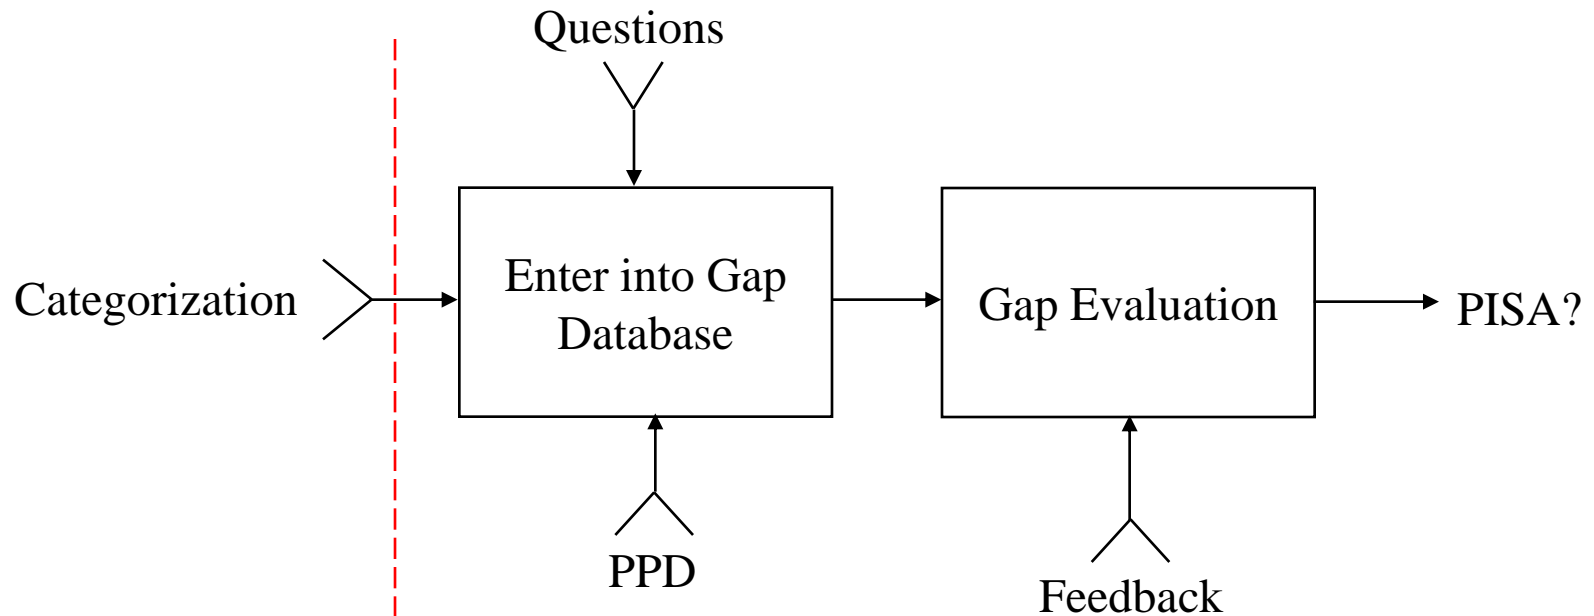 Questions
Categorization
Enter into Gap
Database
Gap Evaluation
PISA?
PPD
Feedback